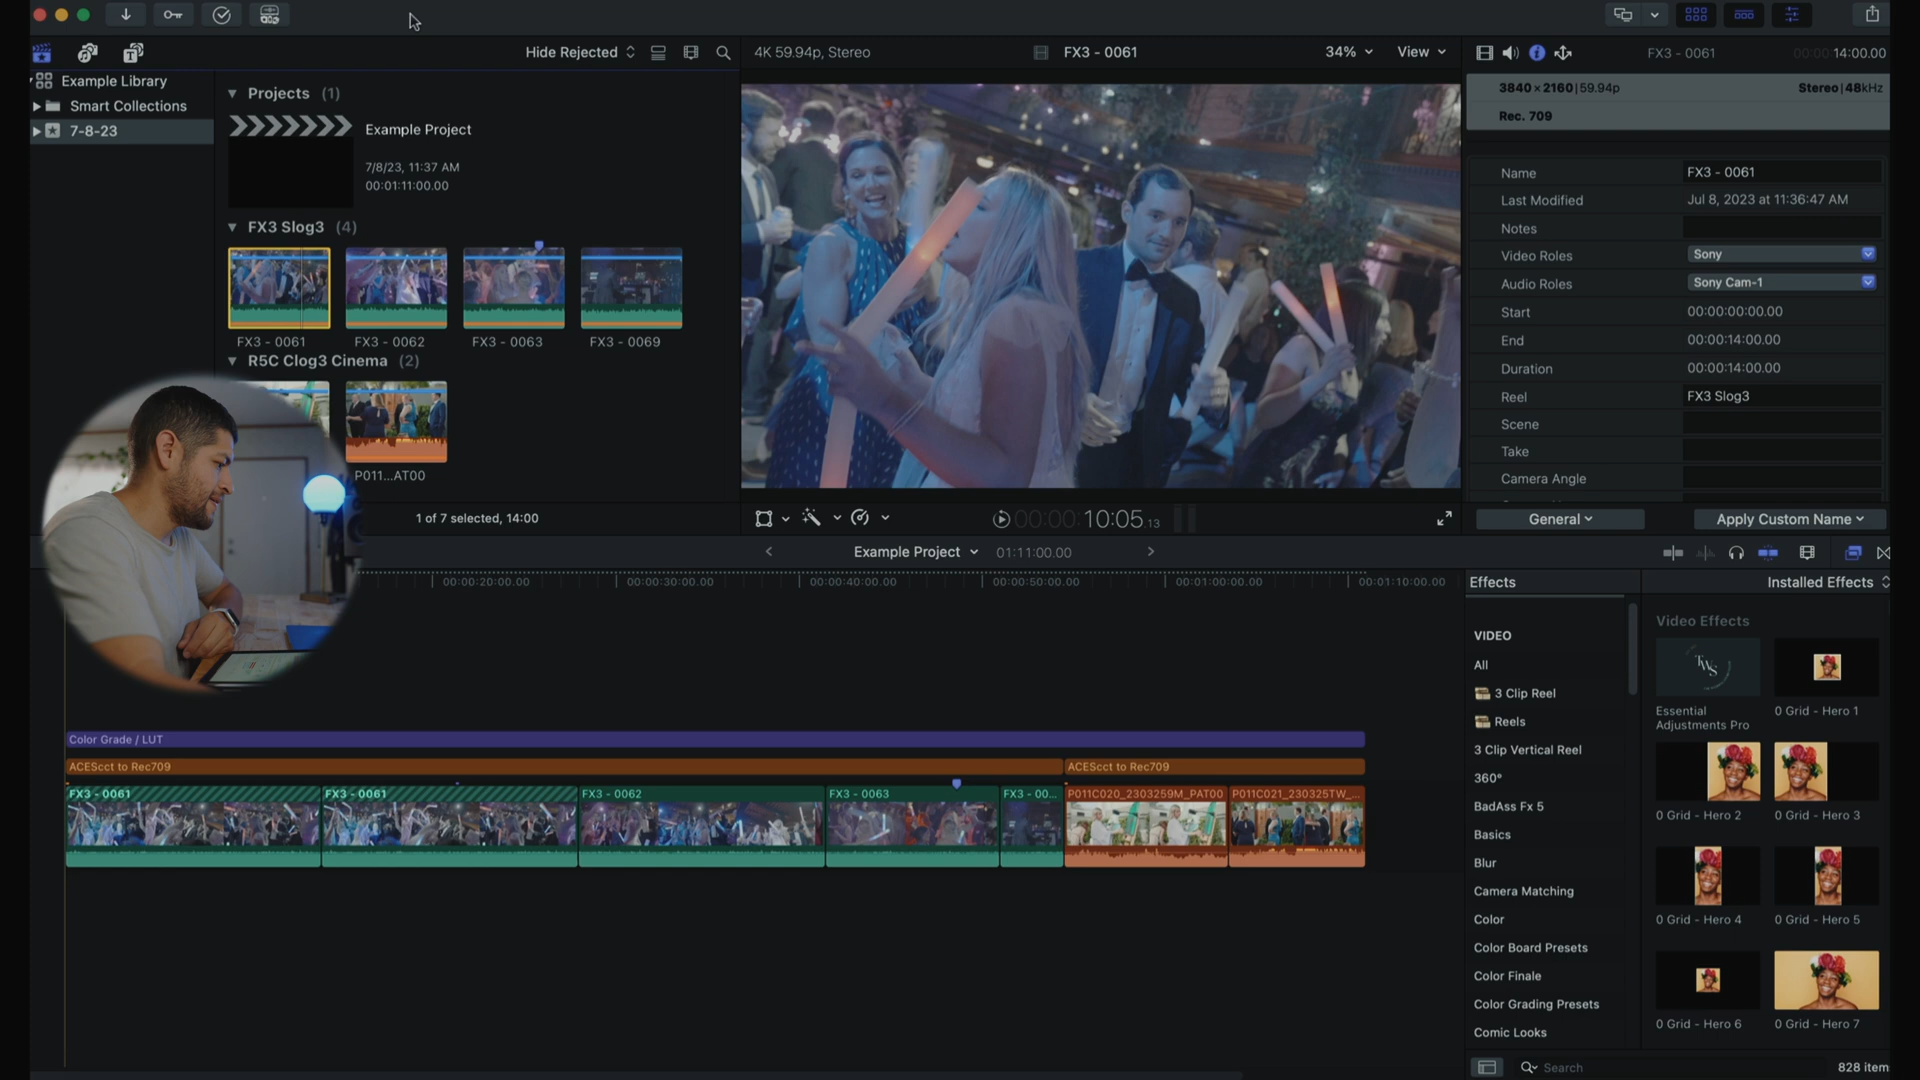 Hide Rejected
4K 59.94p, Stereo
FX3 - 0061
34%
View
FX3 - 0061
00:00:14:00.00
Example Library
Smart Collections
7-8-23
Projects (1)
Example Project
7/8/23, 11:37 AM
00:01:11:00.00
FX3 Slog3 (4)
FX3 - 0061
FX3 - 0062
FX3 - 0063
FX3 - 0069
R5C Clog3 Cinema (2)
P011...AT00
1 of 7 selected, 14:00
00:00:10:05.13
3840 × 2160 | 59.94p
Stereo | 48kHz
Rec. 709
Name
FX3 - 0061
Last Modified
Jul 8, 2023 at 11:36:47 AM
Notes
Video Roles
Sony
Audio Roles
Sony Cam-1
Start
00:00:00:00.00
End
00:00:14:00.00
Duration
00:00:14:00.00
Reel
FX3 Slog3
Scene
Take
Camera Angle
General
Apply Custom Name
Example Project
01:11:00.00
00:00:20:00.00
00:00:30:00.00
00:00:40:00.00
00:00:50:00.00
00:01:00:00.00
00:01:10:00.00
Color Grade / LUT
ACEScct to Rec709
ACEScct to Rec709
FX3 - 0061
FX3 - 0061
FX3 - 0062
FX3 - 0063
FX3 - 00...
P011C020_2303259M_PAT00
P011C021_230325TW_...
Effects
Installed Effects
VIDEO
All
3 Clip Reel
Reels
3 Clip Vertical Reel
360°
BadAss Fx 5
Basics
Blur
Camera Matching
Color
Color Board Presets
Color Finale
Color Grading Presets
Comic Looks
Video Effects
TWS
Essential
Adjustments Pro
0 Grid - Hero 1
0 Grid - Hero 2
0 Grid - Hero 3
0 Grid - Hero 4
0 Grid - Hero 5
0 Grid - Hero 6
0 Grid - Hero 7
Search
828 item